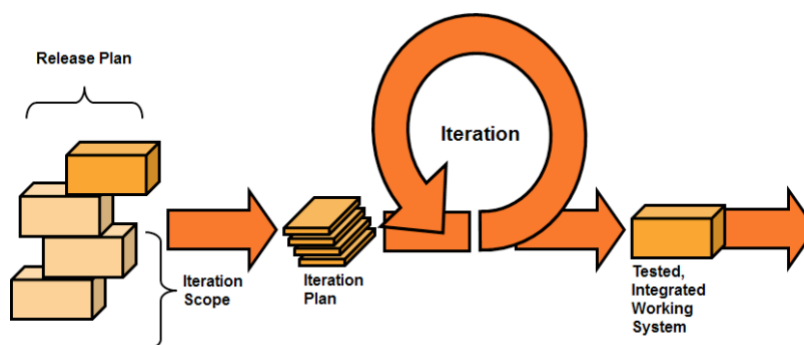 Release Plan
Iteration
Iteration
Scope
Iteration
Plan
Tested,
Integrated
Working
System